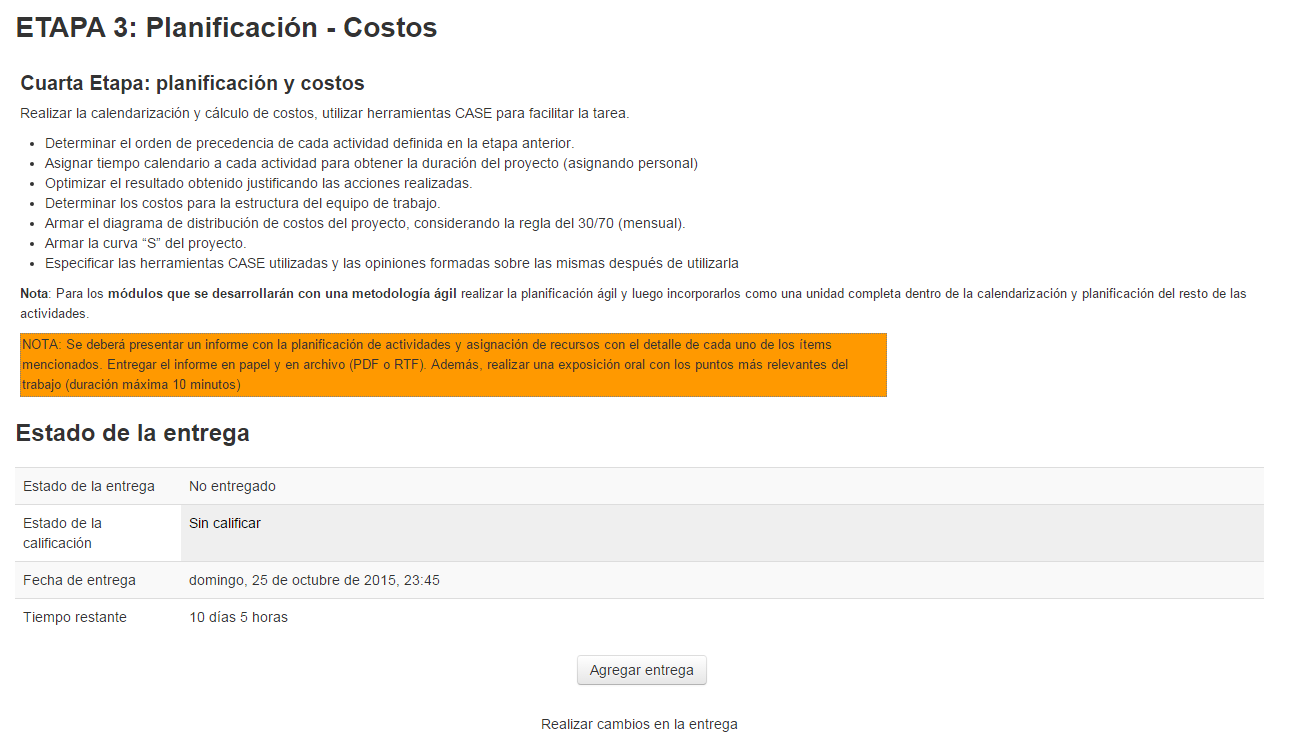 ETAPA 3: Planificación - Costos
Cuarta Etapa: planificación y costos
Realizar la calendarización y cálculo de costos, utilizar herramientas CASE para facilitar la tarea.
• Determinar el orden de precedencia de cada actividad definida en la etapa anterior.
• Asignar tiempo calendario a cada actividad para obtener la duración del proyecto (asignando personal)
• Optimizar el resultado obtenido justificando las acciones realizadas.
• Determinar los costos para la estructura del equipo de trabajo.
• Armar el diagrama de distribución de costos del proyecto, considerando la regla del 30/70 (mensual).
• Armar la curva “S” del proyecto.
• Especificar las herramientas CASE utilizadas y las opiniones formadas sobre las mismas después de utilizarla
Nota: Para los módulos que se desarrollarán con una metodología ágil realizar la planificación ágil y luego incorporarlos como una unidad completa dentro de la calendarización y planificación del resto de las
actividades.
NOTA: Se deberá presentar un informe con la planificación de actividades y asignación de recursos con el detalle de cada uno de los ítems
mencionados. Entregar el informe en papel y en archivo (PDF o RTF). Además, realizar una exposición oral con los puntos más relevantes del
trabajo (duración máxima 10 minutos)
Estado de la entrega
Estado de la entrega No entregado
Estado de la Sin calificar
calificación
Fecha de entrega domingo, 25 de octubre de 2015, 23:45
Tiempo restante 10 días 5 horas
Agregar entrega
Realizar cambios en la entrega